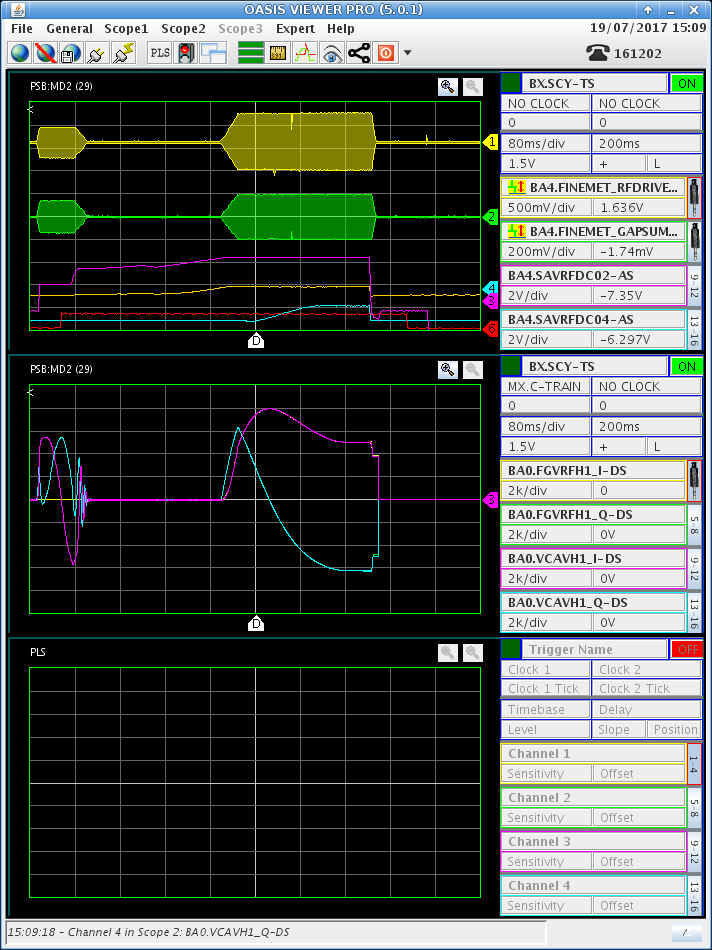 OASIS VIEWER PRO (5.0.1)
File General Scope1 Scope2 Scope3 Expert Help 19/07/2017 15:09
PLS 161202
PSB:MD2 (29)
<
1
2
4
3
D
BX.SCY-TS ON
NO CLOCK NO CLOCK
0 0
80ms/div 200ms
1.5V + L
BA4.FINEMET_RFDRIVE...
500mV/div 1.636V
BA4.FINEMET_GAPSUM...
200mV/div -1.74mV
BA4.SAVRFDC02-AS
2V/div -7.35V
9-12
BA4.SAVRFDC04-AS
2V/div -6.297V
13-16
PSB:MD2 (29)
<
3
D
BX.SCY-TS ON
MX.C-TRAIN NO CLOCK
0 0
80ms/div 200ms
1.5V + L
BA0.FGVRFH1_I-DS
2k/div 0
BA0.FGVRFH1_Q-DS
2k/div 0V
5-8
BA0.VCAVH1_I-DS
2k/div 0V
9-12
BA0.VCAVH1_Q-DS
2k/div 0V
13-16
PLS
Trigger Name OFF
Clock 1 Clock 2
Clock 1 Tick Clock 2 Tick
Timebase Delay
Level Slope Position
Channel 1
Sensitivity Offset
1-4
Channel 2
Sensitivity Offset
5-8
Channel 3
Sensitivity Offset
9-12
Channel 4
Sensitivity Offset
13-16
15:09:18 - Channel 4 in Scope 2: BA0.VCAVH1_Q-DS